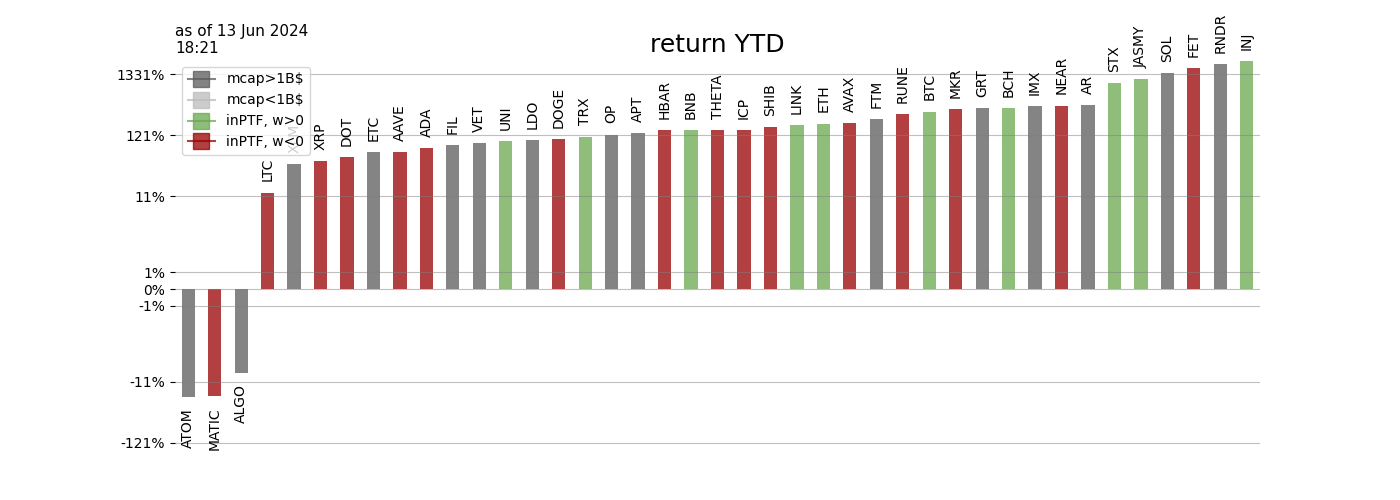 as of 13 Jun 2024
18:21
return YTD
mcap>1B$
mcap<1B$
inPTF, w>0
inPTF, w<0
1331%
121%
11%
1%
0%
-1%
-11%
-121%
ATOM
MATIC
ALGO
LTC
XRP
DOT
ETC
AAVE
ADA
FIL
VET
UNI
LDO
DOGE
TRX
OP
APT
HBAR
BNB
THETA
ICP
SHIB
LINK
ETH
AVAX
FTM
RUNE
BTC
MKR
GRT
BCH
IMX
NEAR
AR
STX
JASMY
SOL
FET
RNDR
INJ